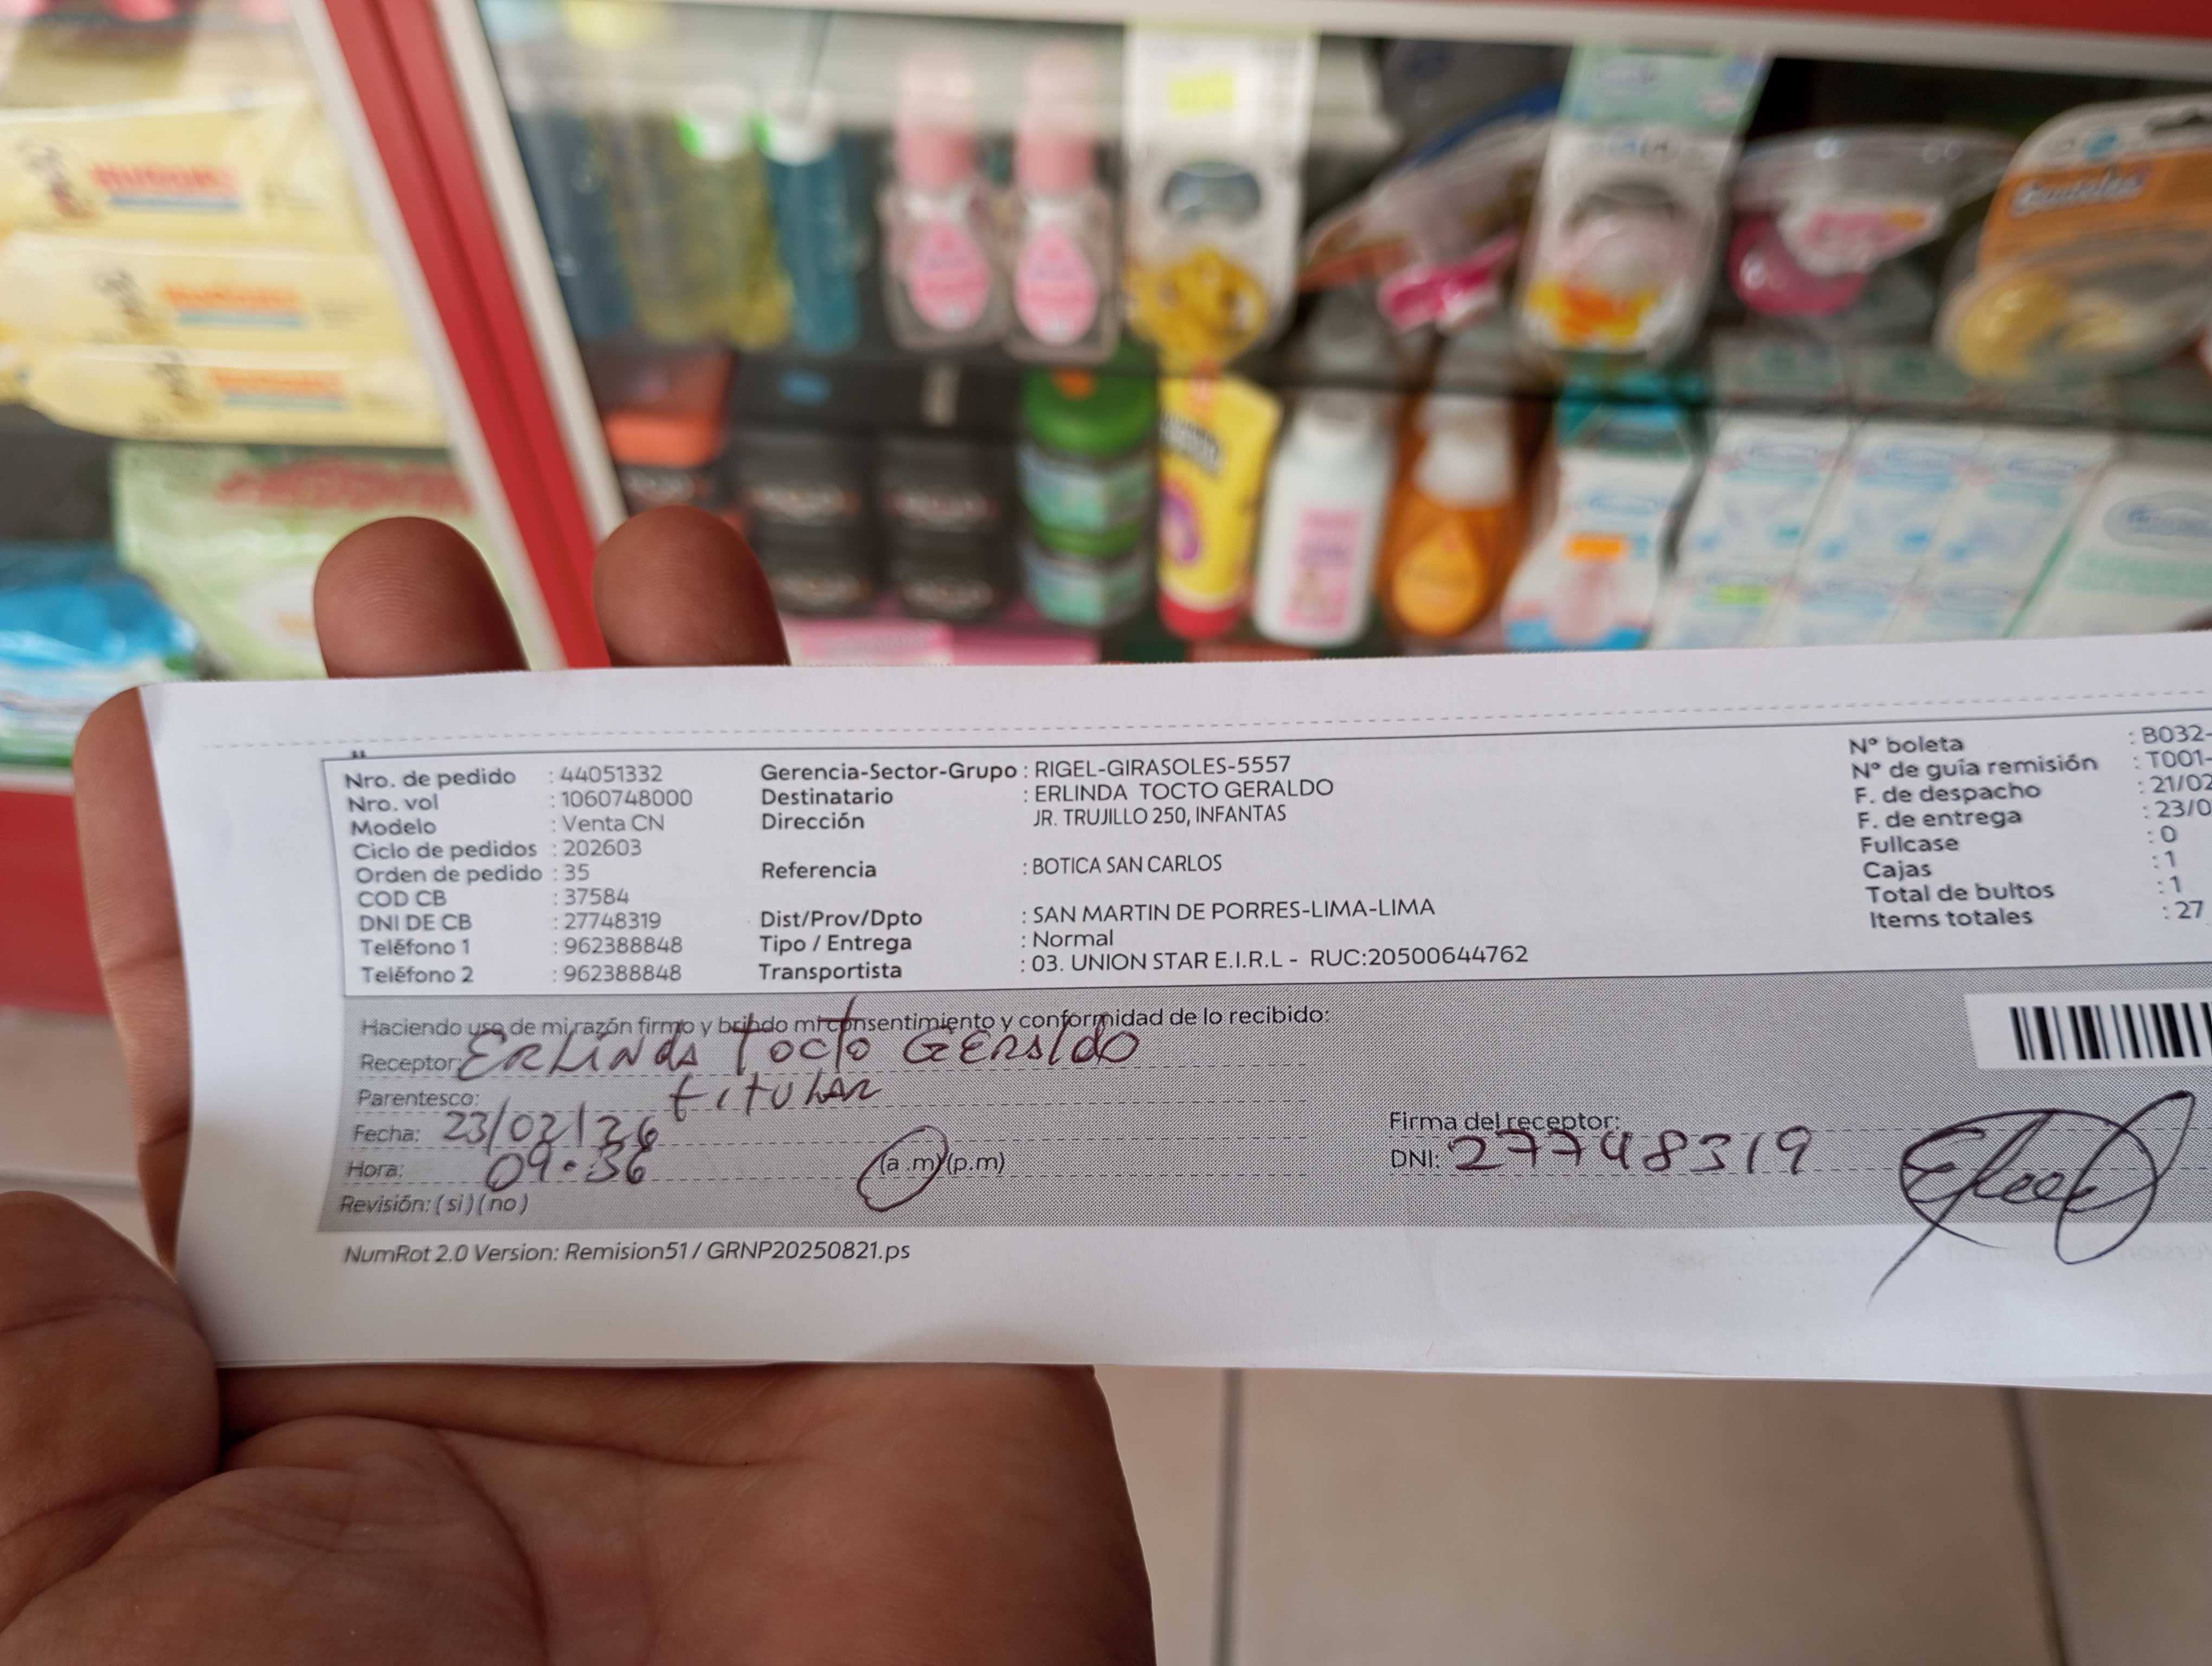 Nro. de pedido : 44051332
Nro. vol : 1060748000
Modelo : Venta CN
Ciclo de pedidos : 202603
Orden de pedido : 35
COD CB : 37584
DNI DE CB : 27748319
Teléfono 1 : 962388848
Teléfono 2 : 962388848
Gerencia-Sector-Grupo : RIGEL-GIRASOLES-5557
Destinatario : ERLINDA TOCTO GERALDO
Dirección JR. TRUJILLO 250, INFANTAS
Referencia : BOTICA SAN CARLOS
Dist/Prov/Dpto : SAN MARTIN DE PORRES-LIMA-LIMA
Tipo / Entrega : Normal
Transportista : 03. UNION STAR E.I.R.L - RUC:20500644762
N° boleta : B032-
N° de guía remisión : T001-
F. de despacho : 21/02
F. de entrega : 23/0
Fullcase : 0
Cajas : 1
Total de bultos : 1
Items totales : 27
Haciendo uso de mi razón firmo y brindo mi consentimiento y conformidad de lo recibido:
Receptor: ERLINDA TOCTO GERALDO
Parentesco: titular
Fecha: 23/02/26
Hora: 09:36 (a .m) (p.m)
Revisión: ( si ) ( no )
Firma del receptor:
DNI: 27748319
NumRot 2.0 Version: Remision51 / GRNP20250821.ps